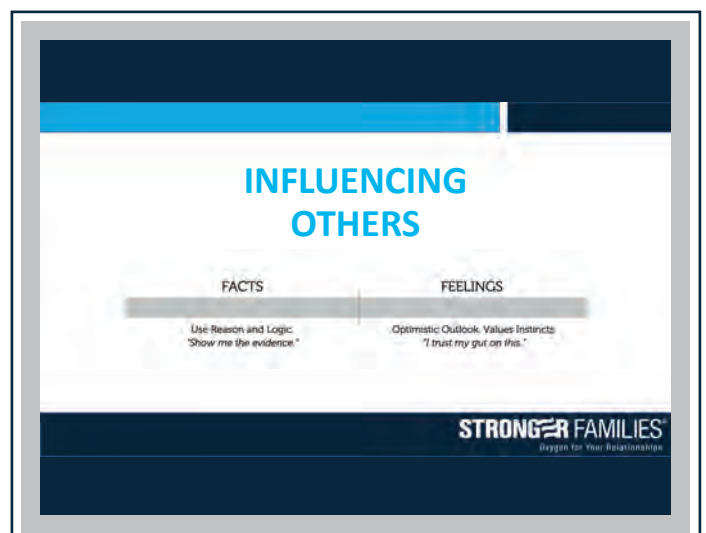 INFLUENCING
OTHERS
FACTS
FEELINGS
Use Reason and Logic
"Show me the evidence."
Optimistic Outlook, Values Instincts
"I trust my gut on this."
STRONGER FAMILIES®
Oxygen for Your Relationships